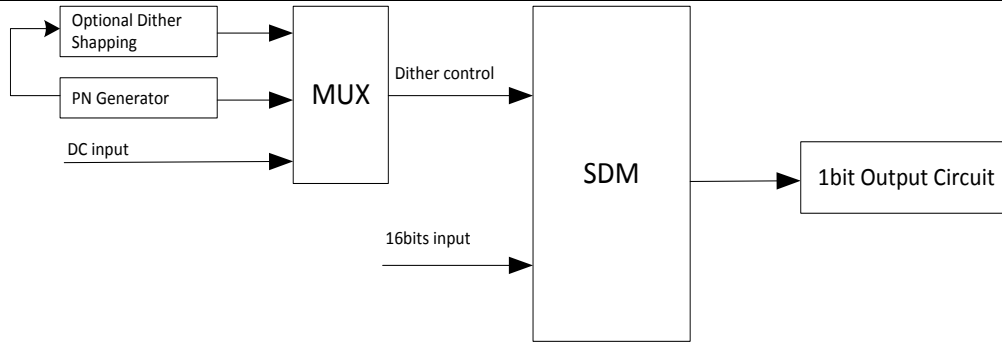 Optional Dither
Shapping
PN Generator
DC input
MUX
Dither control
16bits input
SDM
1bit Output Circuit